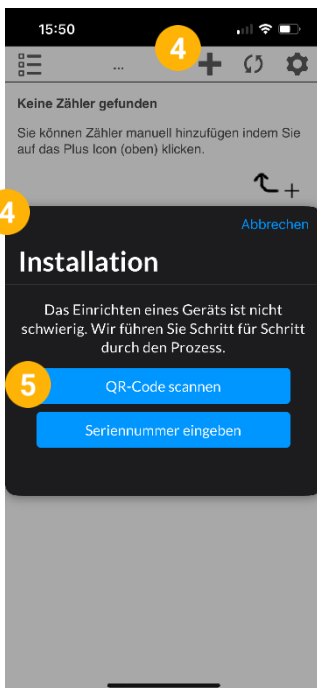 15:50
...
4
Keine Zähler gefunden
Sie können Zähler manuell hinzufügen indem Sie
auf das Plus Icon (oben) klicken.
4
Abbrechen
Installation
Das Einrichten eines Geräts ist nicht
schwierig. Wir führen Sie Schritt für Schritt
durch den Prozess.
5
QR-Code scannen
Seriennummer eingeben